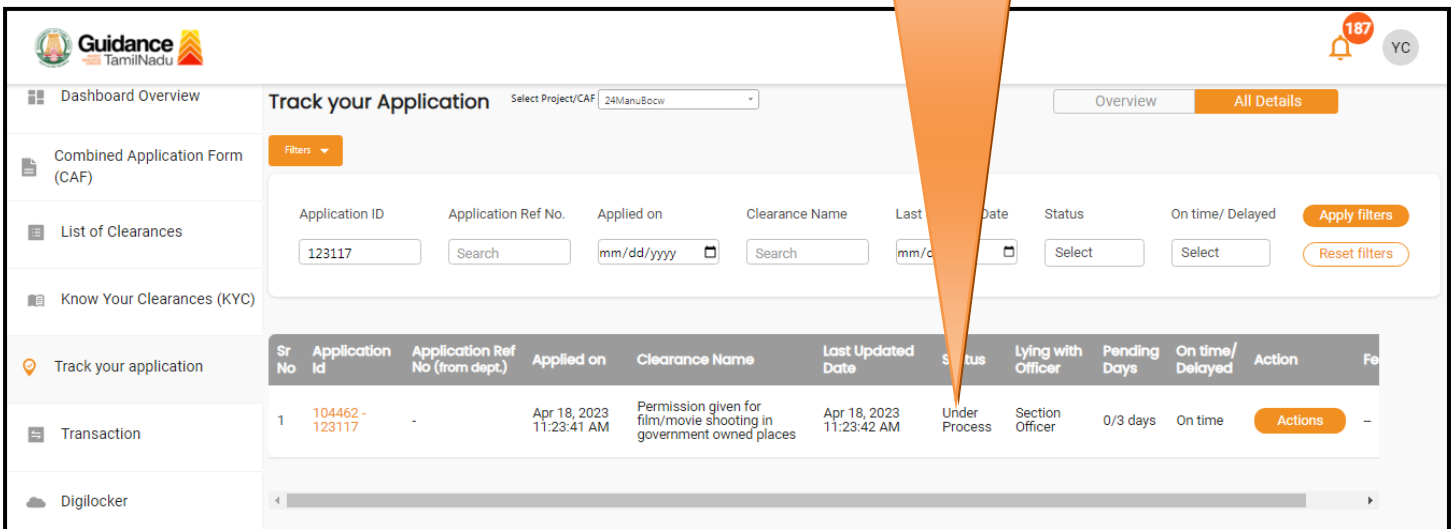 Guidance
TamilNadu
187
YC
Dashboard Overview
Track your Application
Select Project/CAF
24ManuBocw
Overview
All Details
Combined Application Form
(CAF)
Filters
List of Clearances
Application ID
Application Ref No.
Applied on
Clearance Name
Last
Date
Status
On time/ Delayed
Apply filters
123117
Search
mm/dd/yyyy
Search
Select
Select
Reset filters
Know Your Clearances (KYC)
Track your application
Sr
No
Application
Id
Application Ref
No (from dept.)
Applied on
Clearance Name
Last Updated
Date
Lying with
Officer
Pending
Days
On time/
Delayed
Action
Fe
1
104462 -
123117
-
Apr 18, 2023
11:23:41 AM
Permission given for
film/movie shooting in
government owned places
Apr 18, 2023
11:23:42 AM
Under
Process
Section
Officer
0/3 days
On time
Actions
--
Transaction
Digilocker